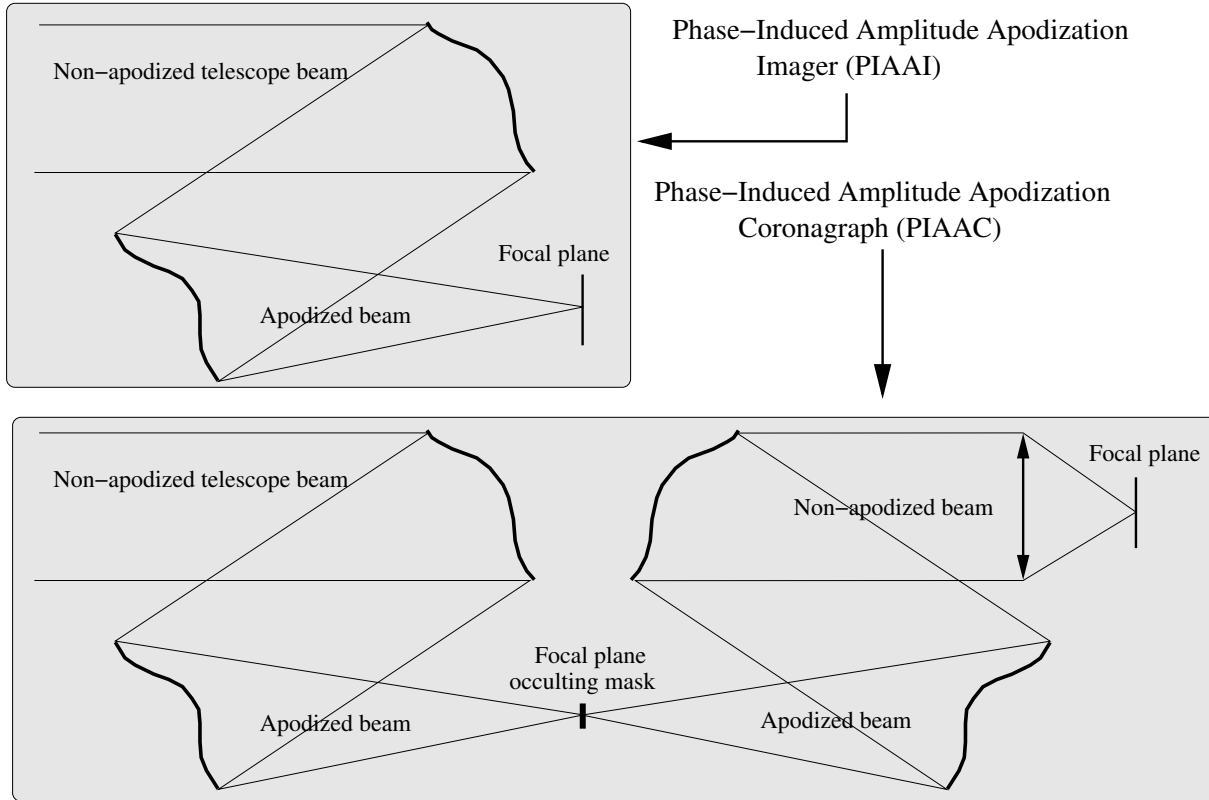 Phase−Induced Amplitude Apodization
Imager (PIAAI)
Non−apodized telescope beam
Focal plane
Apodized beam
Phase−Induced Amplitude Apodization
Coronagraph (PIAAC)
Non−apodized telescope beam
Non−apodized beam
Focal plane
Focal plane
occulting mask
Apodized beam
Apodized beam